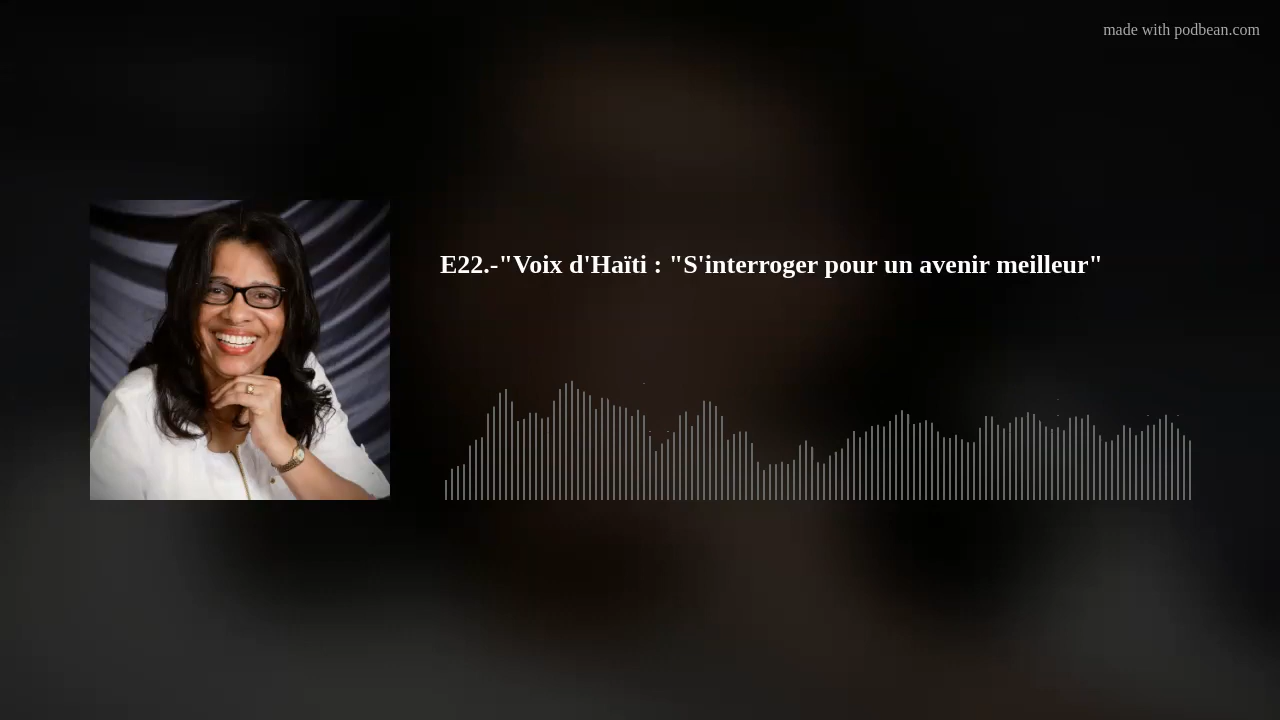 made with podbean.com
E22.-"Voix d'Haïti : "S'interroger pour un avenir meilleur"